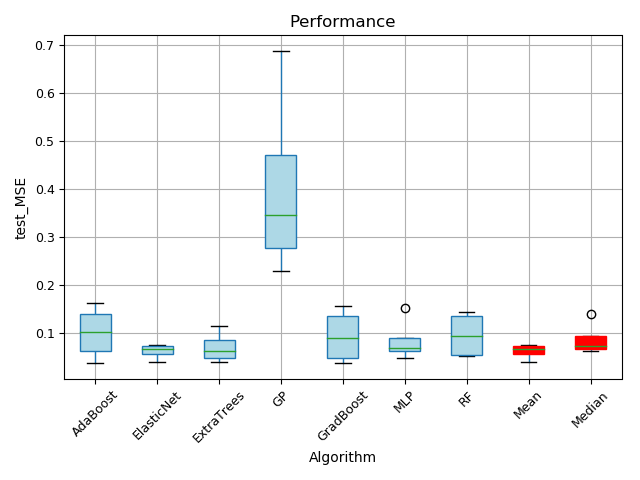 Performance
test_MSE
0.7
0.6
0.5
0.4
0.3
0.2
0.1
AdaBoost
ElasticNet
ExtraTrees
GP
GradBoost
MLP
RF
Mean
Median
Algorithm